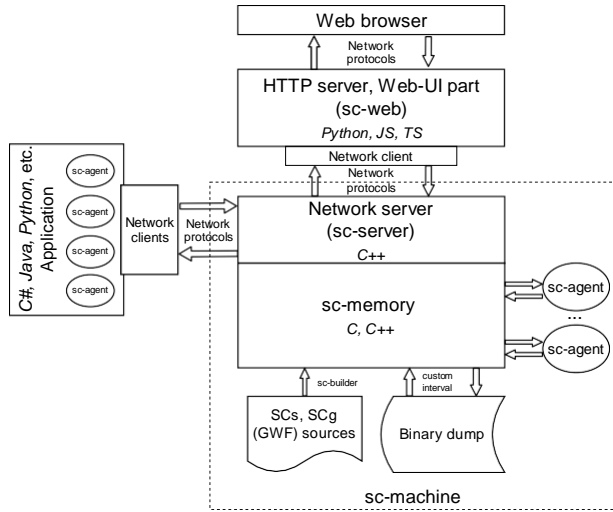 Web browser
Network
protocols
HTTP server, Web-UI part
(sc-web)
Python, JS, TS
Network client
Network
protocols
C#, Java, Python, etc.
Application
sc-agent
sc-agent
sc-agent
sc-agent
Network
clients
Network
protocols
Network server
(sc-server)
C++
sc-memory
C, C++
sc-agent
...
sc-agent
sc-builder
custom
interval
SCs, SCg
(GWF) sources
Binary dump
sc-machine